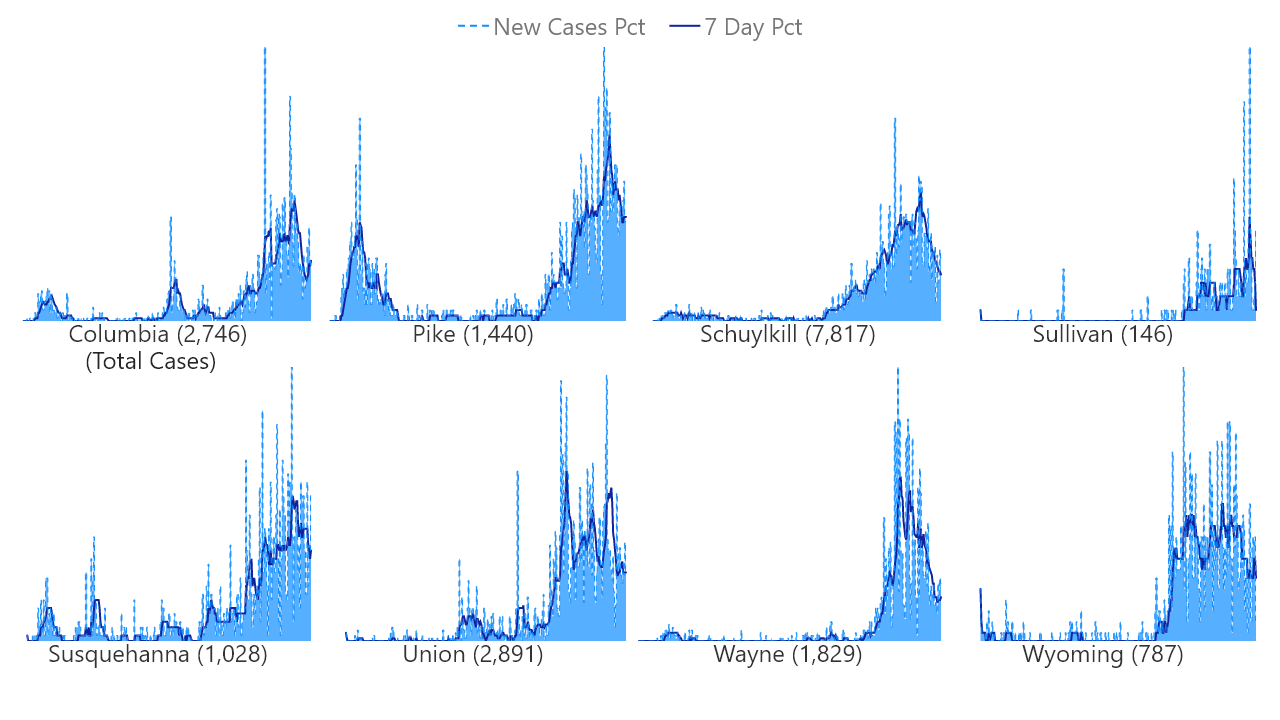 New Cases Pct 7 Day Pct
Columbia (2,746)
(Total Cases)
Pike (1,440)
Schuylkill (7,817)
Sullivan (146)
Susquehanna (1,028)
Union (2,891)
Wayne (1,829)
Wyoming (787)